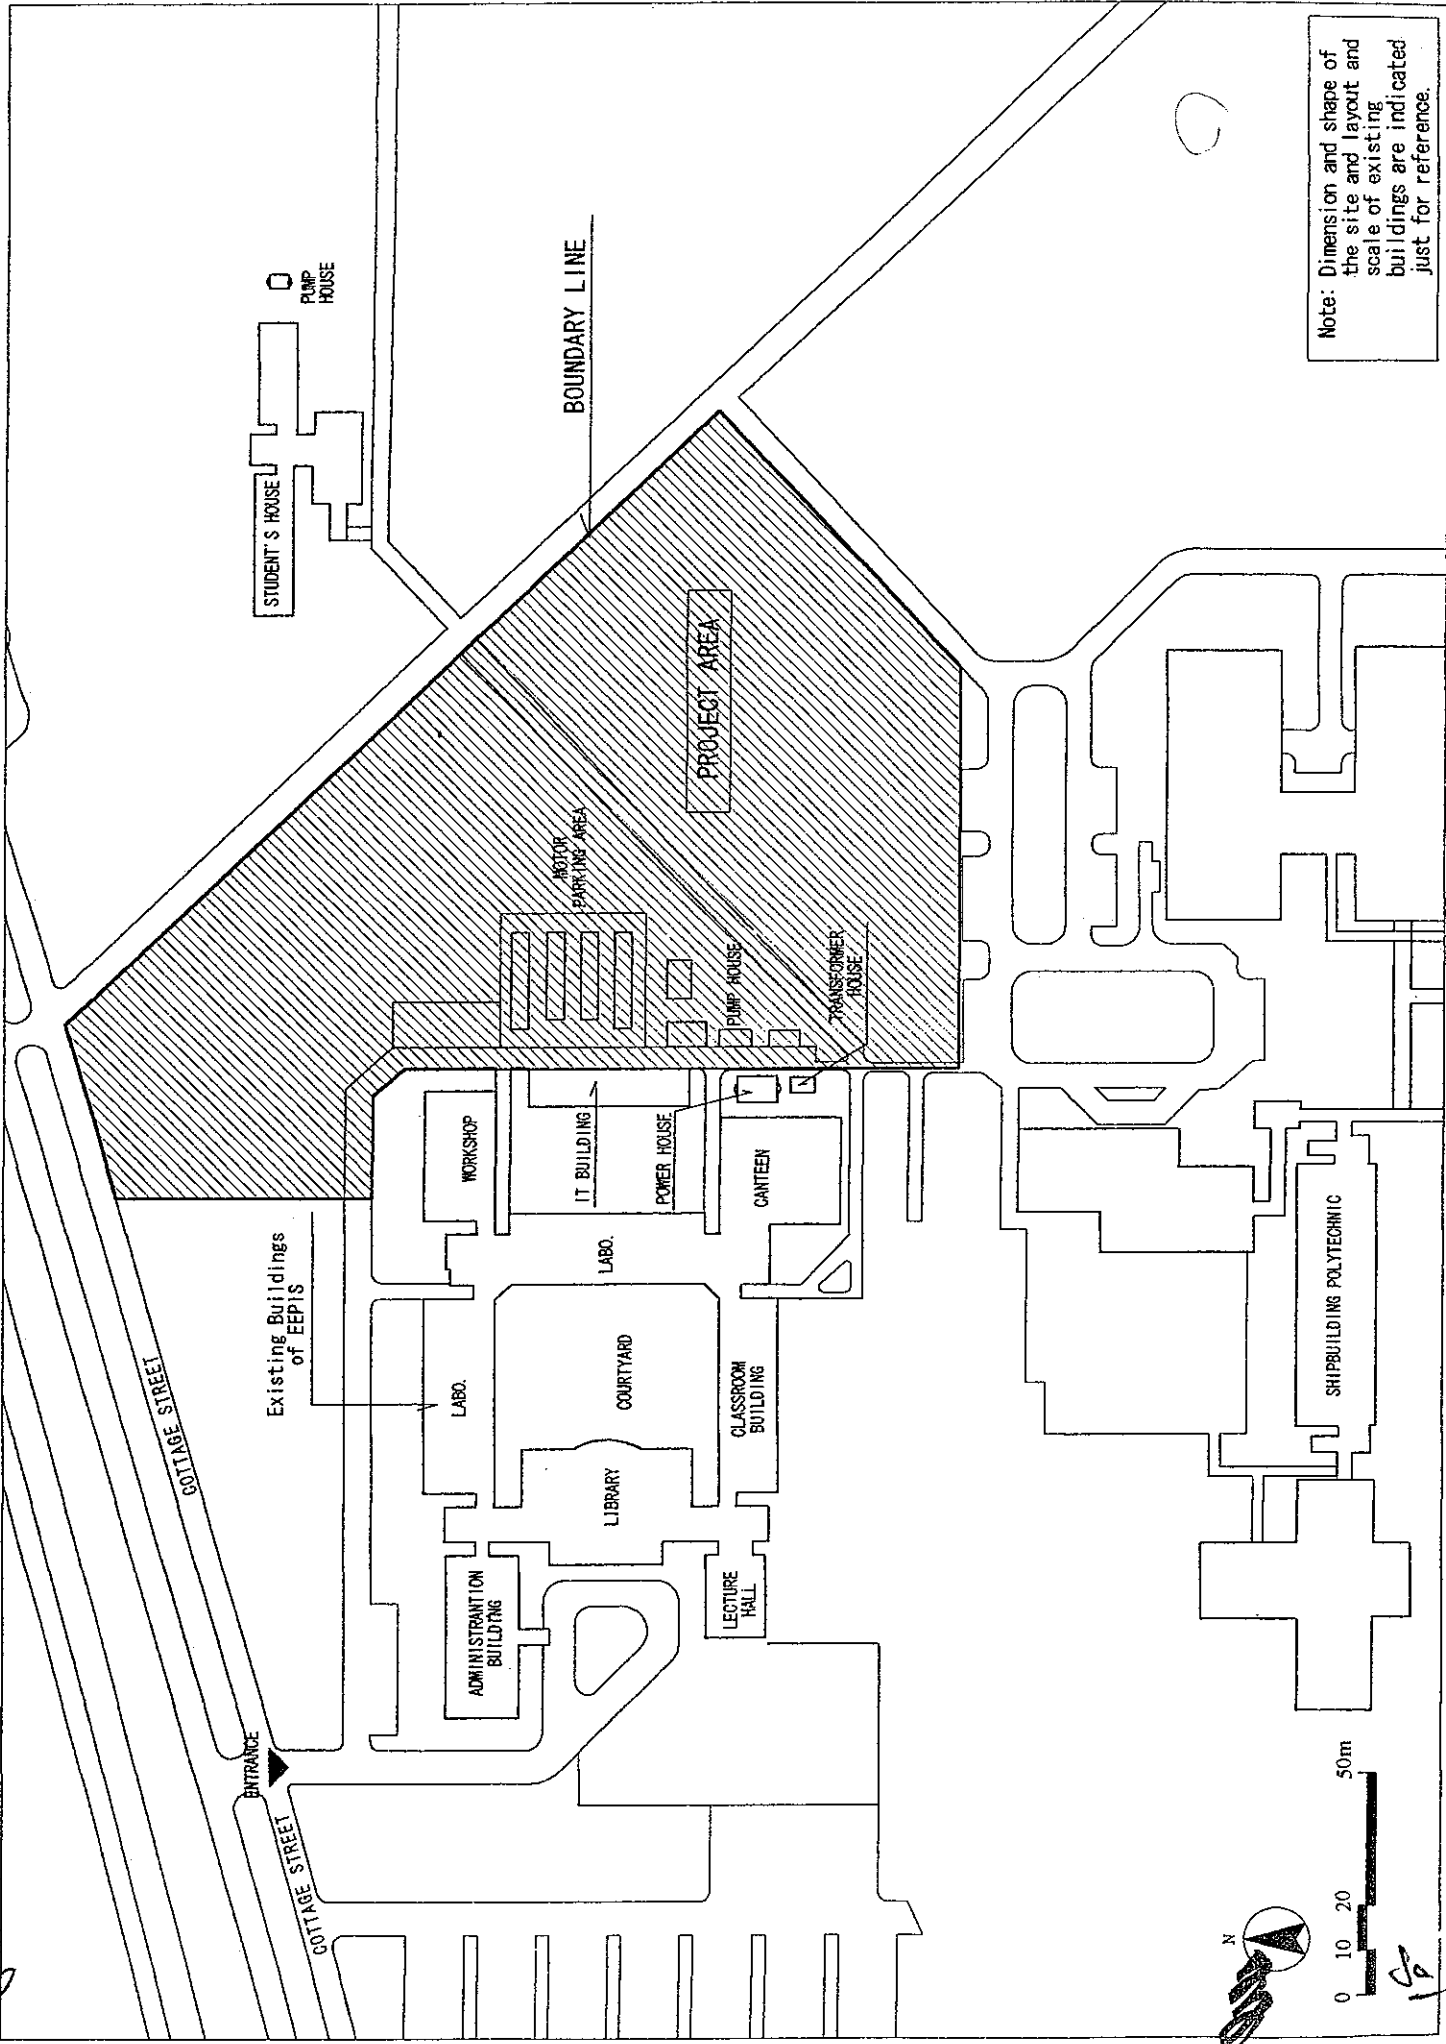 COTTAGE STREET
COTTAGE STREET
ENTRANCE
Existing Buildings
of EEPIS
STUDENT'S HOUSE
PUMP
HOUSE
BOUNDARY LINE
ADMINISTRANTION
BUILDING
LABO.
WORKSHOP
MOTOR
PARKING AREA
IT BUILDING
LIBRARY
COURTYARD
LABO.
POWER HOUSE
PUMP HOUSE
PROJECT AREA
LECTURE
HALL
CLASSROOM
BUILDING
CANTEEN
TRANSFORMER
HOUSE
SHIPBUILDING POLYTECHNIC
N
0 10 20 50m
Note: Dimension and shape of
the site and layout and
scale of existing
buildings are indicated
just for reference.